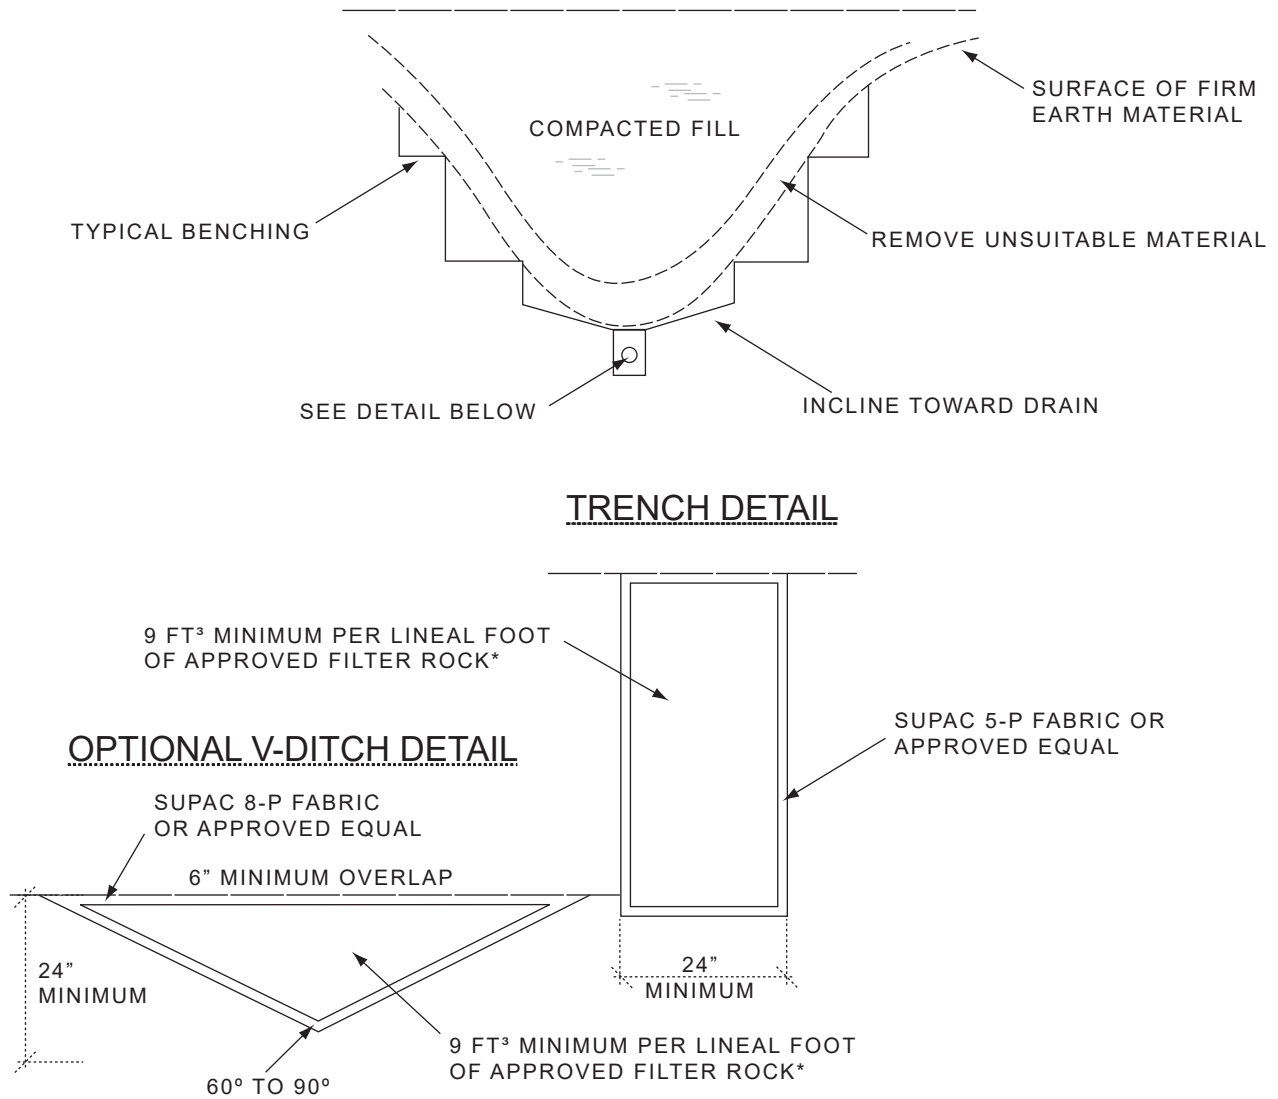 SURFACE OF FIRM
EARTH MATERIAL
COMPACTED FILL
TYPICAL BENCHING
REMOVE UNSUITABLE MATERIAL
SEE DETAIL BELOW
INCLINE TOWARD DRAIN
TRENCH DETAIL
9 FT³ MINIMUM PER LINEAL FOOT
OF APPROVED FILTER ROCK*
SUPAC 5-P FABRIC OR
APPROVED EQUAL
OPTIONAL V-DITCH DETAIL
SUPAC 8-P FABRIC
OR APPROVED EQUAL
6” MINIMUM OVERLAP
24”
MINIMUM
24”
MINIMUM
9 FT³ MINIMUM PER LINEAL FOOT
OF APPROVED FILTER ROCK*
60º TO 90º